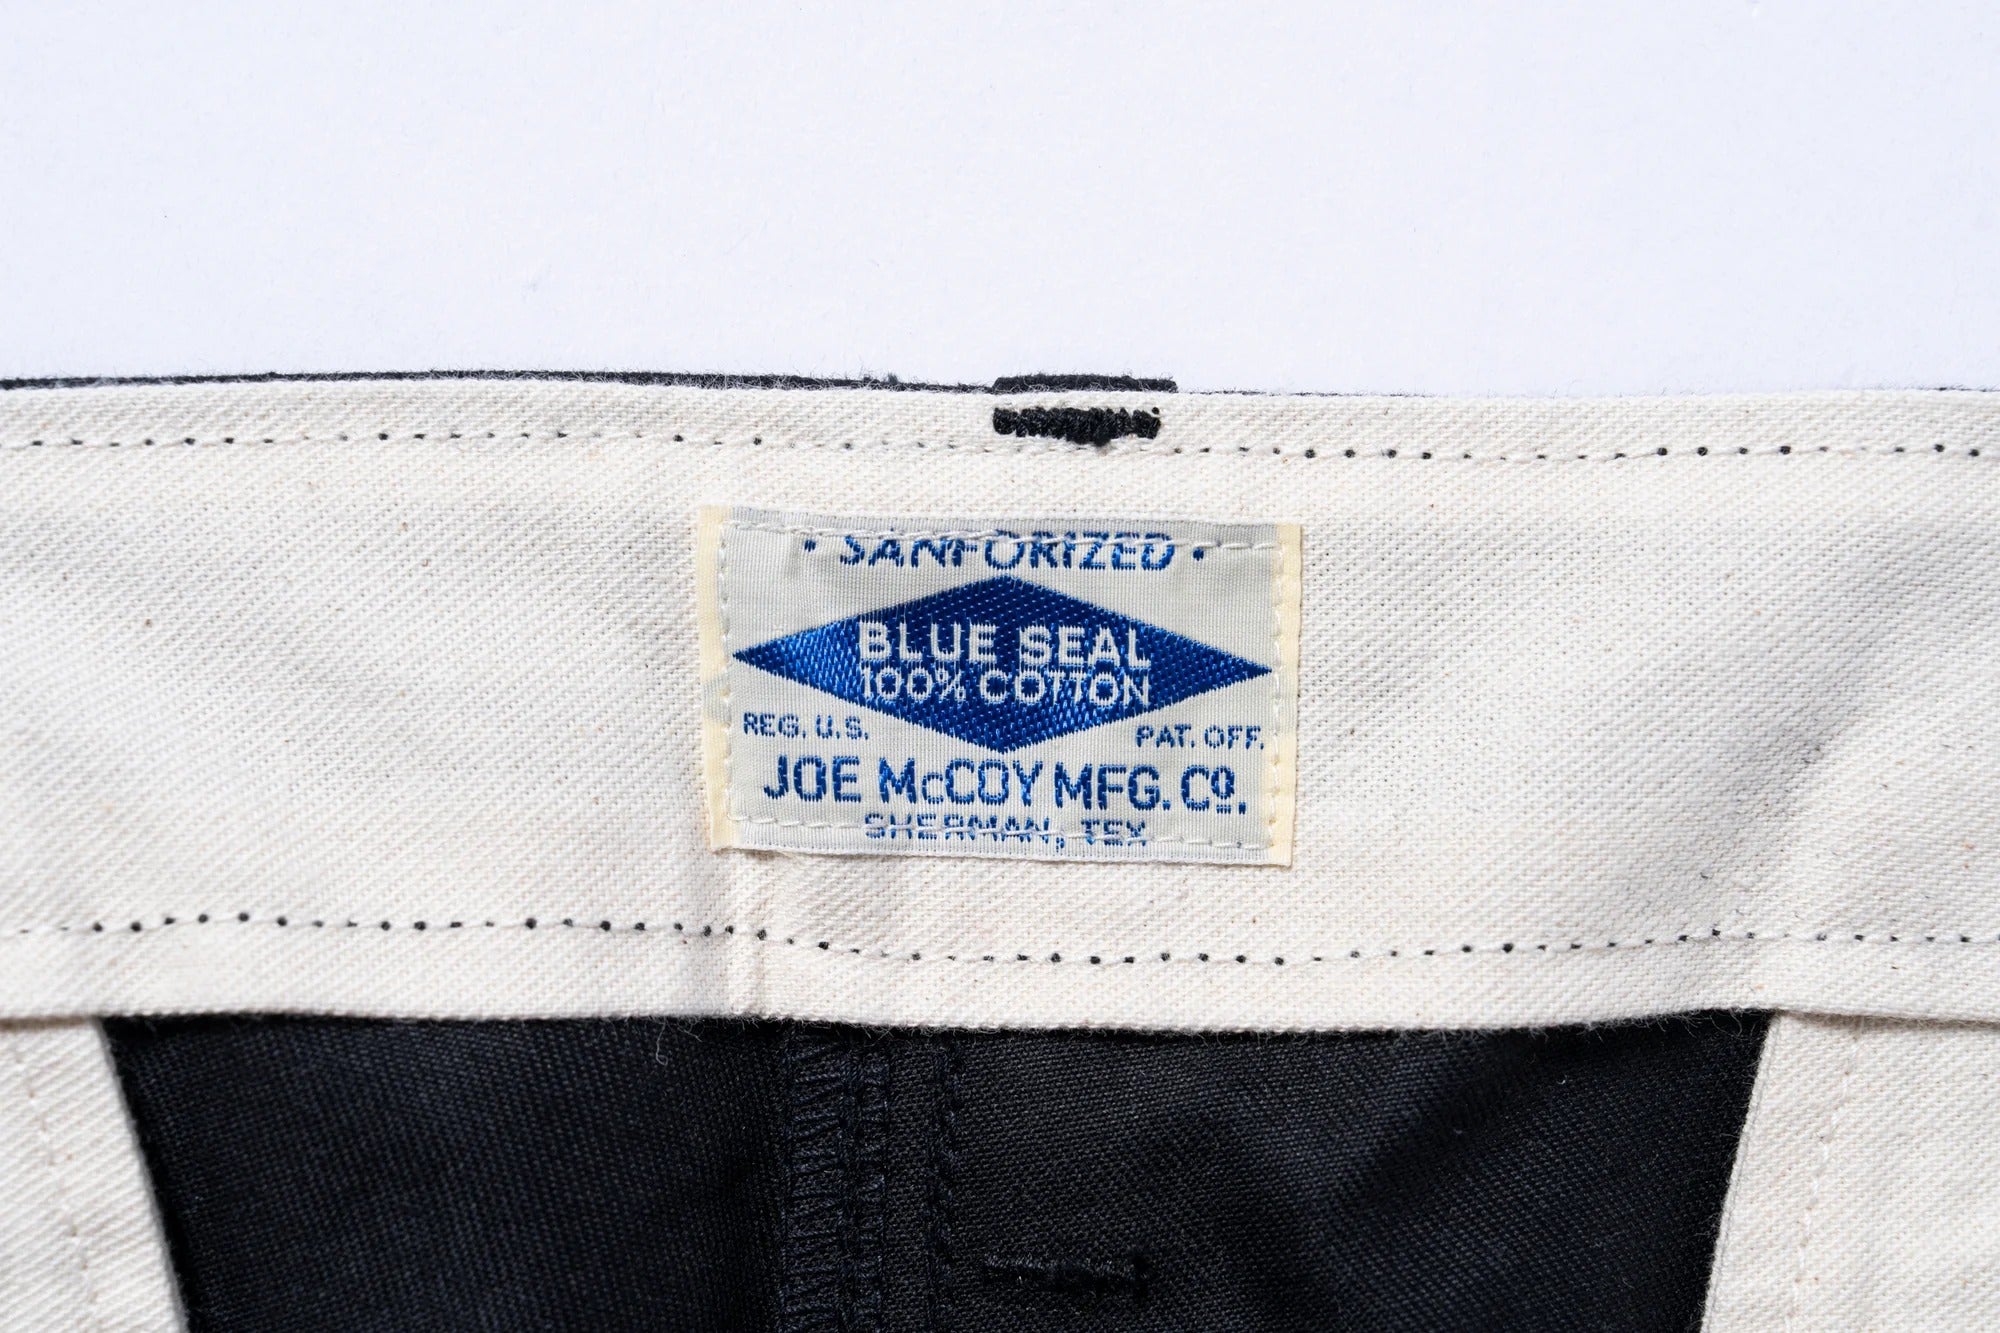 · SANFORIZED ·
BLUE SEAL
100% COTTON
REG. U.S. PAT. OFF.
JOE McCOY MFG. Co.
SHERMAN, TEX